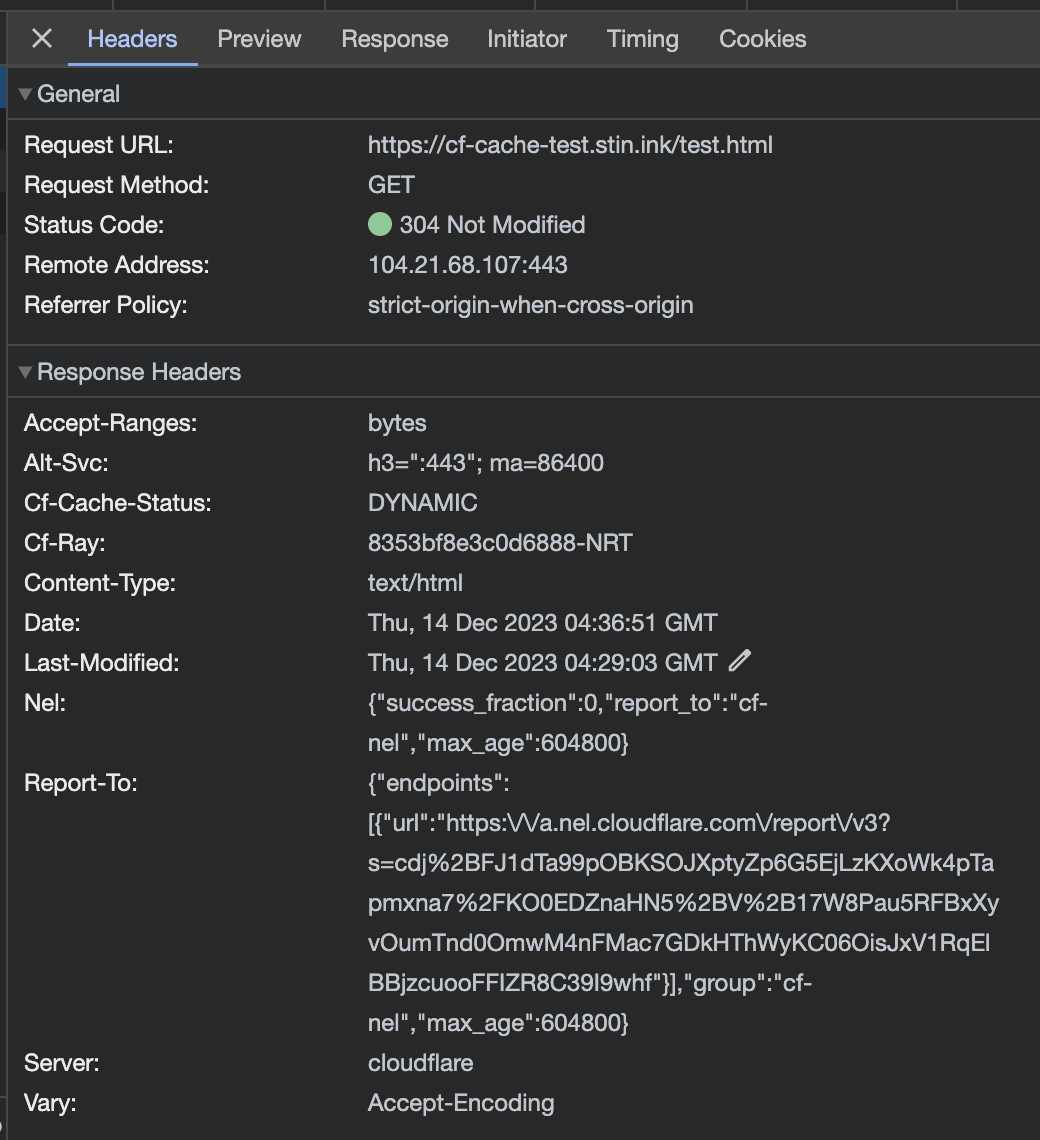 Headers Preview Response Initiator Timing Cookies
General
Request URL: https://cf-cache-test.stin.ink/test.html
Request Method: GET
Status Code: 304 Not Modified
Remote Address: 104.21.68.107:443
Referrer Policy: strict-origin-when-cross-origin
Response Headers
Accept-Ranges: bytes
Alt-Svc: h3=":443"; ma=86400
Cf-Cache-Status: DYNAMIC
Cf-Ray: 8353bf8e3c0d6888-NRT
Content-Type: text/html
Date: Thu, 14 Dec 2023 04:36:51 GMT
Last-Modified: Thu, 14 Dec 2023 04:29:03 GMT
Nel: {"success_fraction":0,"report_to":"cf-
nel","max_age":604800}
Report-To: {"endpoints":
[{"url":"https:\/\/a.nel.cloudflare.com\/report\/v3?
s=cdj%2BFJ1dTa99pOBKSOJXptyZp6G5EjLzKXoWk4pTa
pmxna7%2FKO0EDZnaHN5%2BV%2B17W8Pau5RFBxXy
vOumTnd0OmwM4nFMac7GDkHThWyKC06OisJxV1RqEl
BBjzcuooFFIZR8C39I9whf"}],"group":"cf-
nel","max_age":604800}
Server: cloudflare
Vary: Accept-Encoding